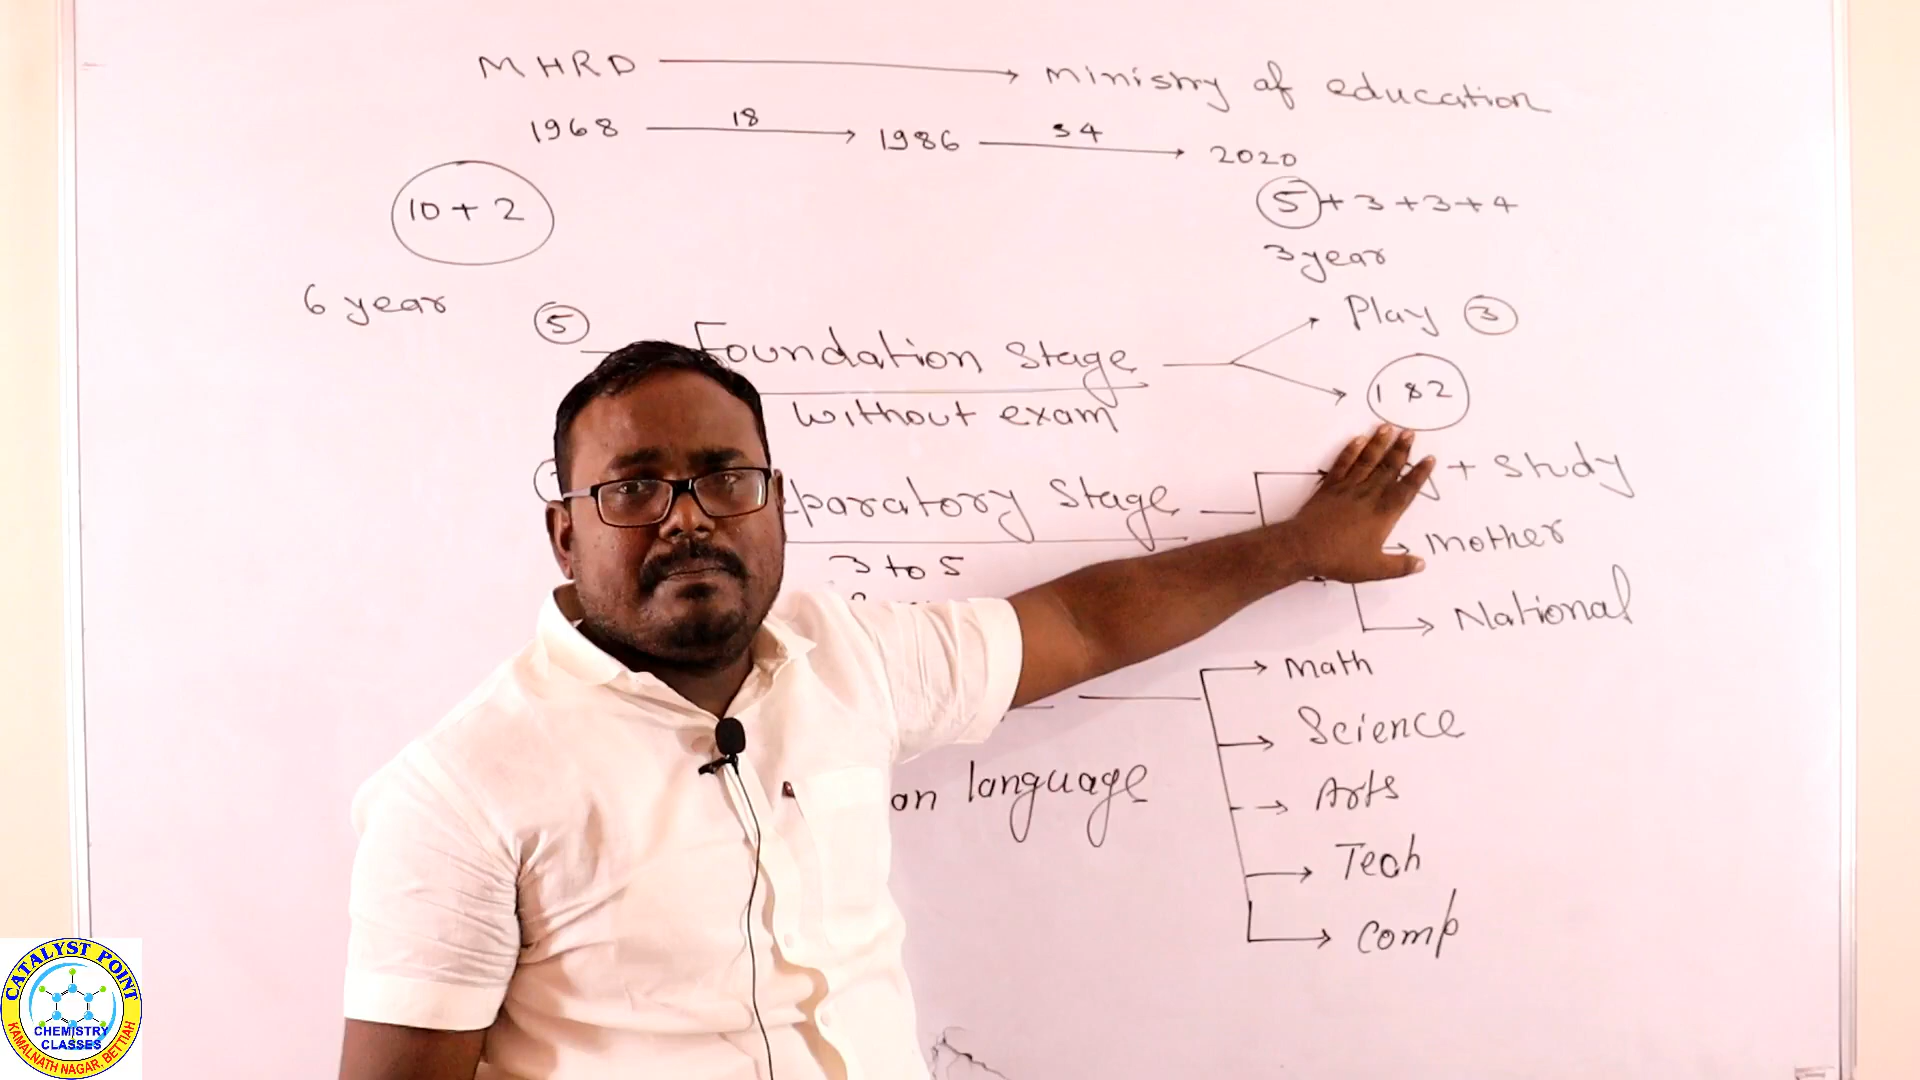 MHRD → ministry of education
1968 —18→ 1986 —34→ 2020
10 + 2
5 + 3 + 3 + 4
3 year
6 year
5
Foundation Stage
Play 3
1 & 2
without exam
paratory Stage
+ Study
3 to 5
Mother
National
Math
Science
an language
Arts
Tech
Comp
CATALYST POINT
CHEMISTRY
CLASSES
KAMALNATH NAGAR, BETTIAH